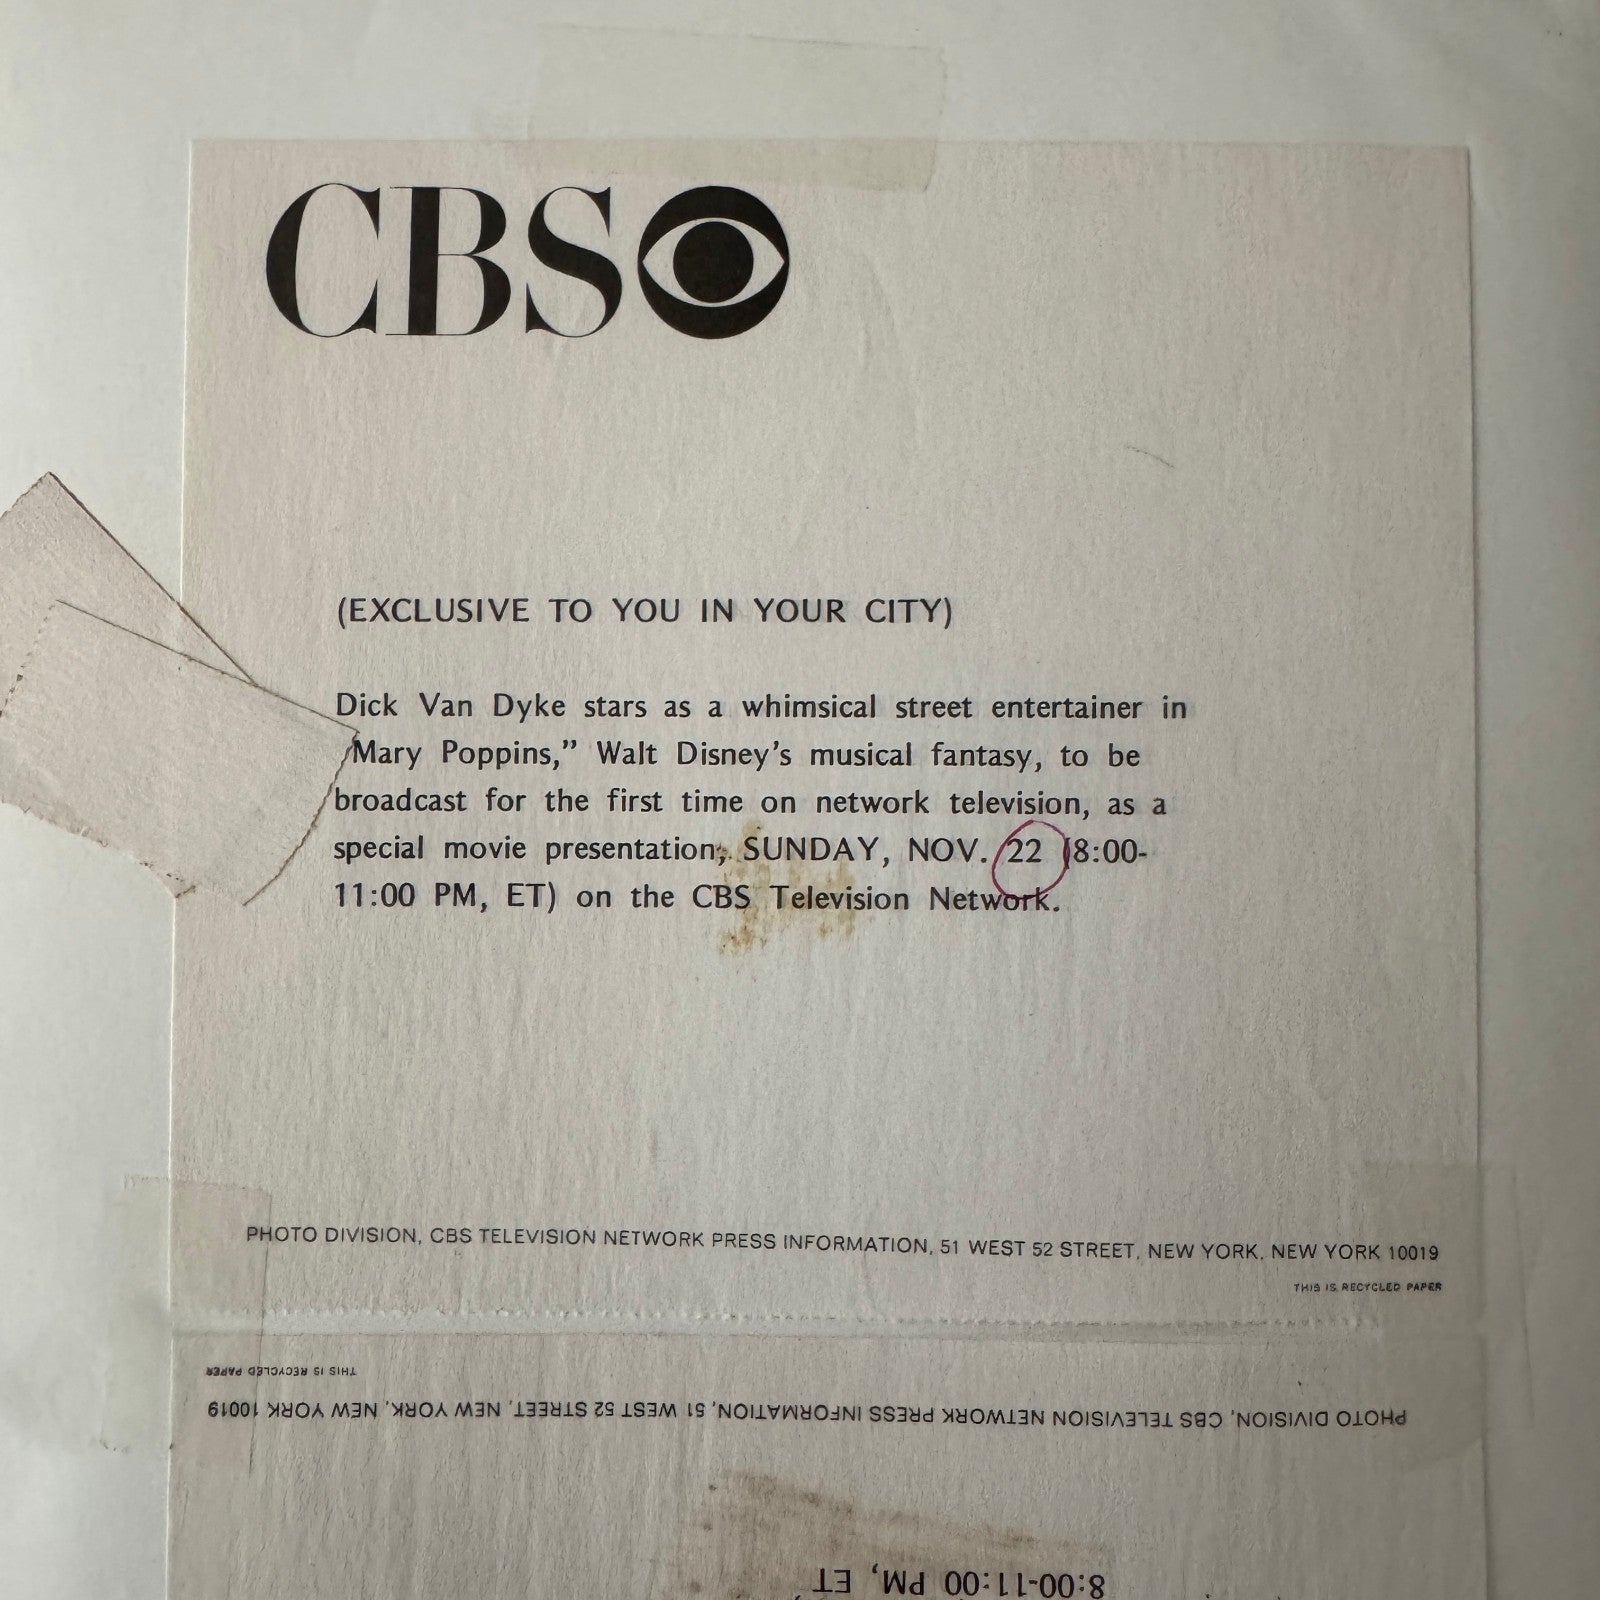 CBS
(EXCLUSIVE TO YOU IN YOUR CITY)
Dick Van Dyke stars as a whimsical street entertainer in
Mary Poppins,” Walt Disney’s musical fantasy, to be
broadcast for the first time on network television, as a
special movie presentation, SUNDAY, NOV. 22 (8:00-
11:00 PM, ET) on the CBS Television Network.
PHOTO DIVISION, CBS TELEVISION NETWORK PRESS INFORMATION, 51 WEST 52 STREET, NEW YORK, NEW YORK 10019
THIS IS RECYCLED PAPER
THIS IS RECYCLED PAPER
PHOTO DIVISION, CBS TELEVISION NETWORK PRESS INFORMATION, 51 WEST 52 STREET, NEW YORK, NEW YORK 10019
8:00-11:00 PM, ET